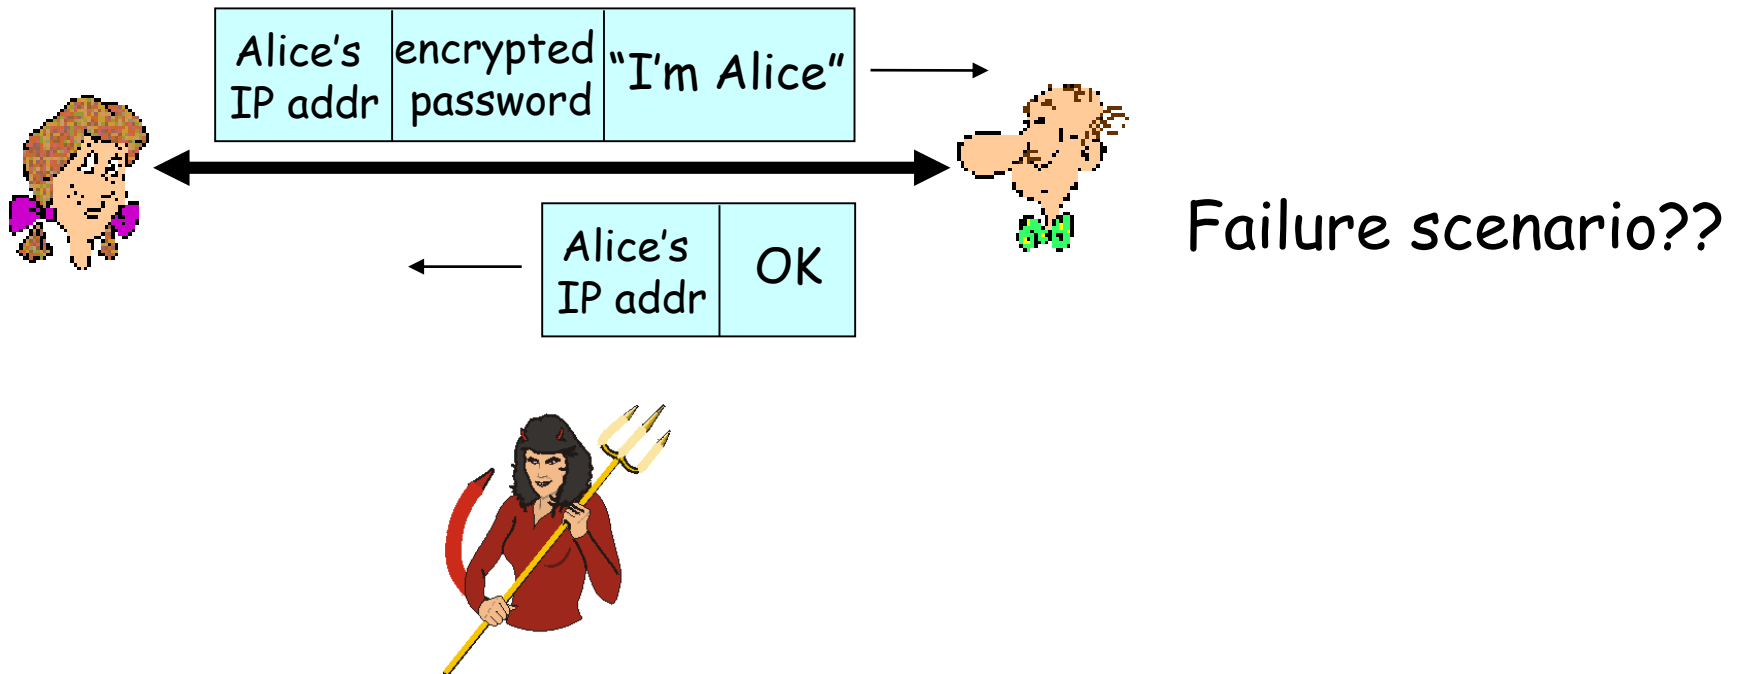 Alice’s
IP addr
encrypted
password
“I’m Alice”
Alice’s
IP addr
OK
Failure scenario??